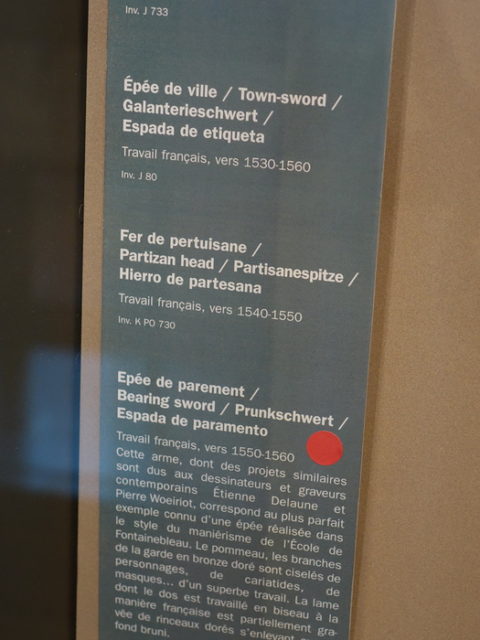 Inv. J 733
Épée de ville / Town-sword /
Galanterieschwert /
Espada de etiqueta
Travail français, vers 1530-1560
Inv. J 80
Fer de pertuisane /
Partizan head / Partisanespitze /
Hierro de partesana
Travail français, vers 1540-1550
Inv. K PO 730
Epée de parement /
Bearing sword / Prunkschwert /
Espada de paramento
Travail français, vers 1550-1560
Cette arme, dont des projets similaires
sont dus aux dessinateurs et graveurs
contemporains Étienne Delaune et
Pierre Woeiriot, correspond au plus parfait
exemple connu d'une épée réalisée dans
le style du maniérisme de l'École de
Fontainebleau. Le pommeau, les branches
de la garde en bronze doré sont ciselés de
personnages, de cariatides, de
masques... d'un superbe travail. La lame
dont le dos est travaillé en biseau à la
manière française est partiellement gra-
vée de rinceaux dorés s'enlevant
fond bruni.